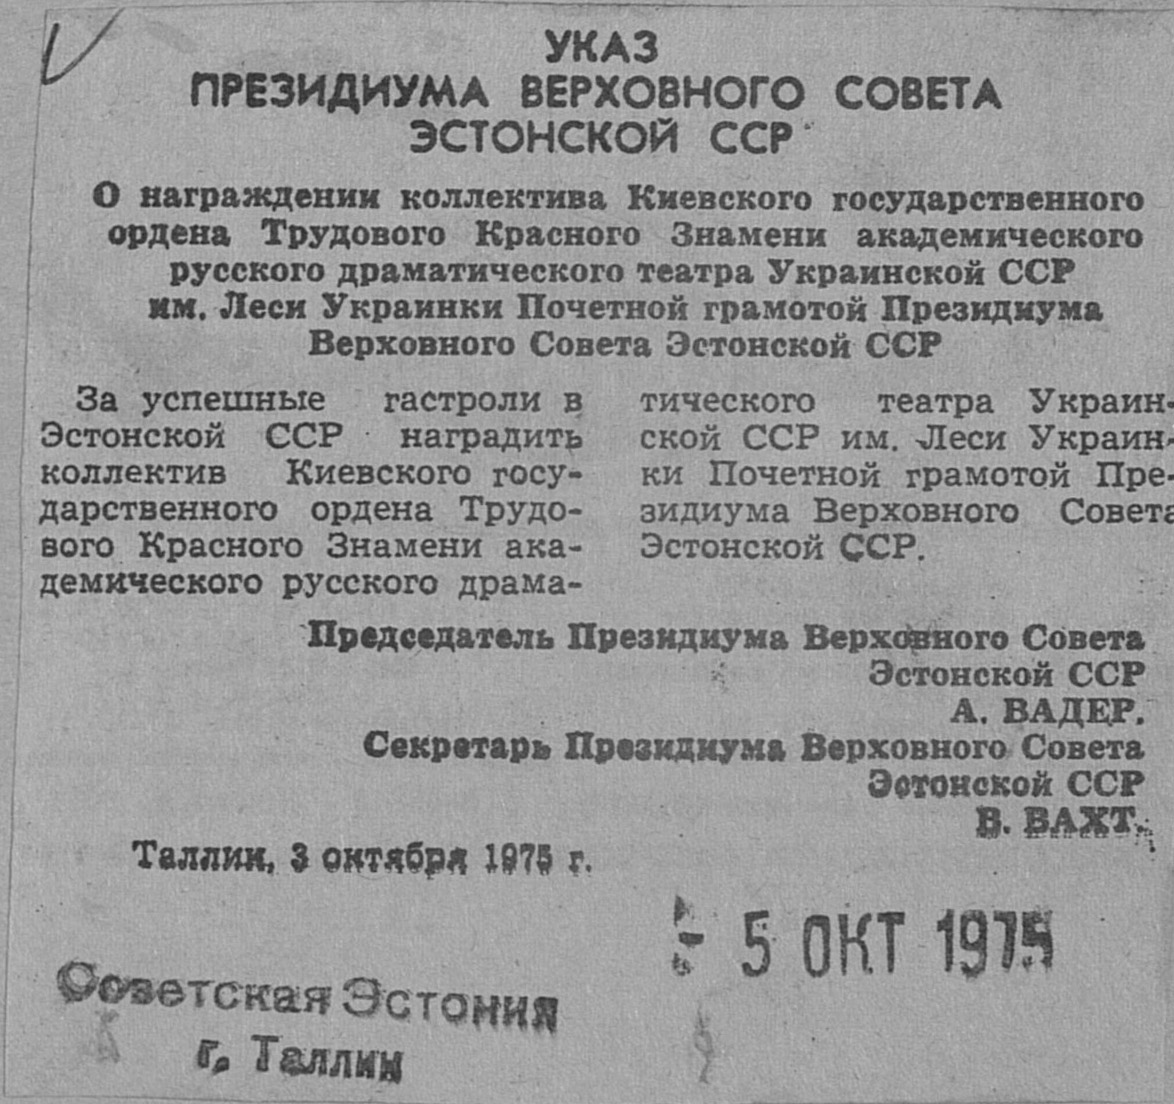 УКАЗ
ПРЕЗИДИУМА ВЕРХОВНОГО СОВЕТА
ЭСТОНСКОЙ ССР
О награждении коллектива Киевского государственного
ордена Трудового Красного Знамени академического
русского драматического театра Украинской ССР
им. Леси Украинки Почетной грамотой Президиума
Верховного Совета Эстонской ССР
За успешные гастроли в
Эстонской ССР наградить
коллектив Киевского госу-
дарственного ордена Трудо-
вого Красного Знамени ака-
демического русского драма-
тического театра Украин-
ской ССР им. Леси Украин-
ки Почетной грамотой Пре-
зидиума Верховного Совета
Эстонской ССР.
Председатель Президиума Верховного Совета
Эстонской ССР
А. ВАДЕР.
Секретарь Президиума Верховного Совета
Эстонской ССР
В. ВАХТ.
Таллин, 3 октября 1975 г.
- 5 ОКТ 1975
Советская Эстония
г. Таллин